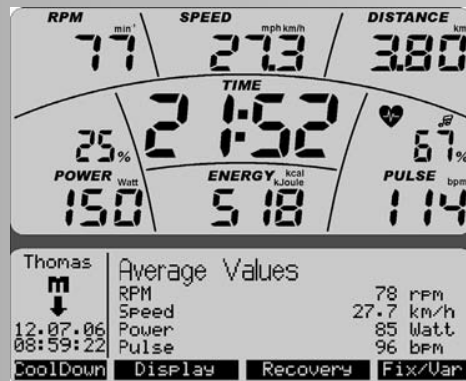 RPM SPEED DISTANCE
min⁻¹ mph km/h km
77 27.3 3.80
TIME
21:52
25% 67%
POWER Watt ENERGY kcal kJoule PULSE bpm
150 518 114
Thomas
m
12.07.06
08:59:22
Average Values
RPM 78 rpm
Speed 27.7 km/h
Power 85 Watt
Pulse 96 bpm
CoolDown Display Recovery Fix/Var